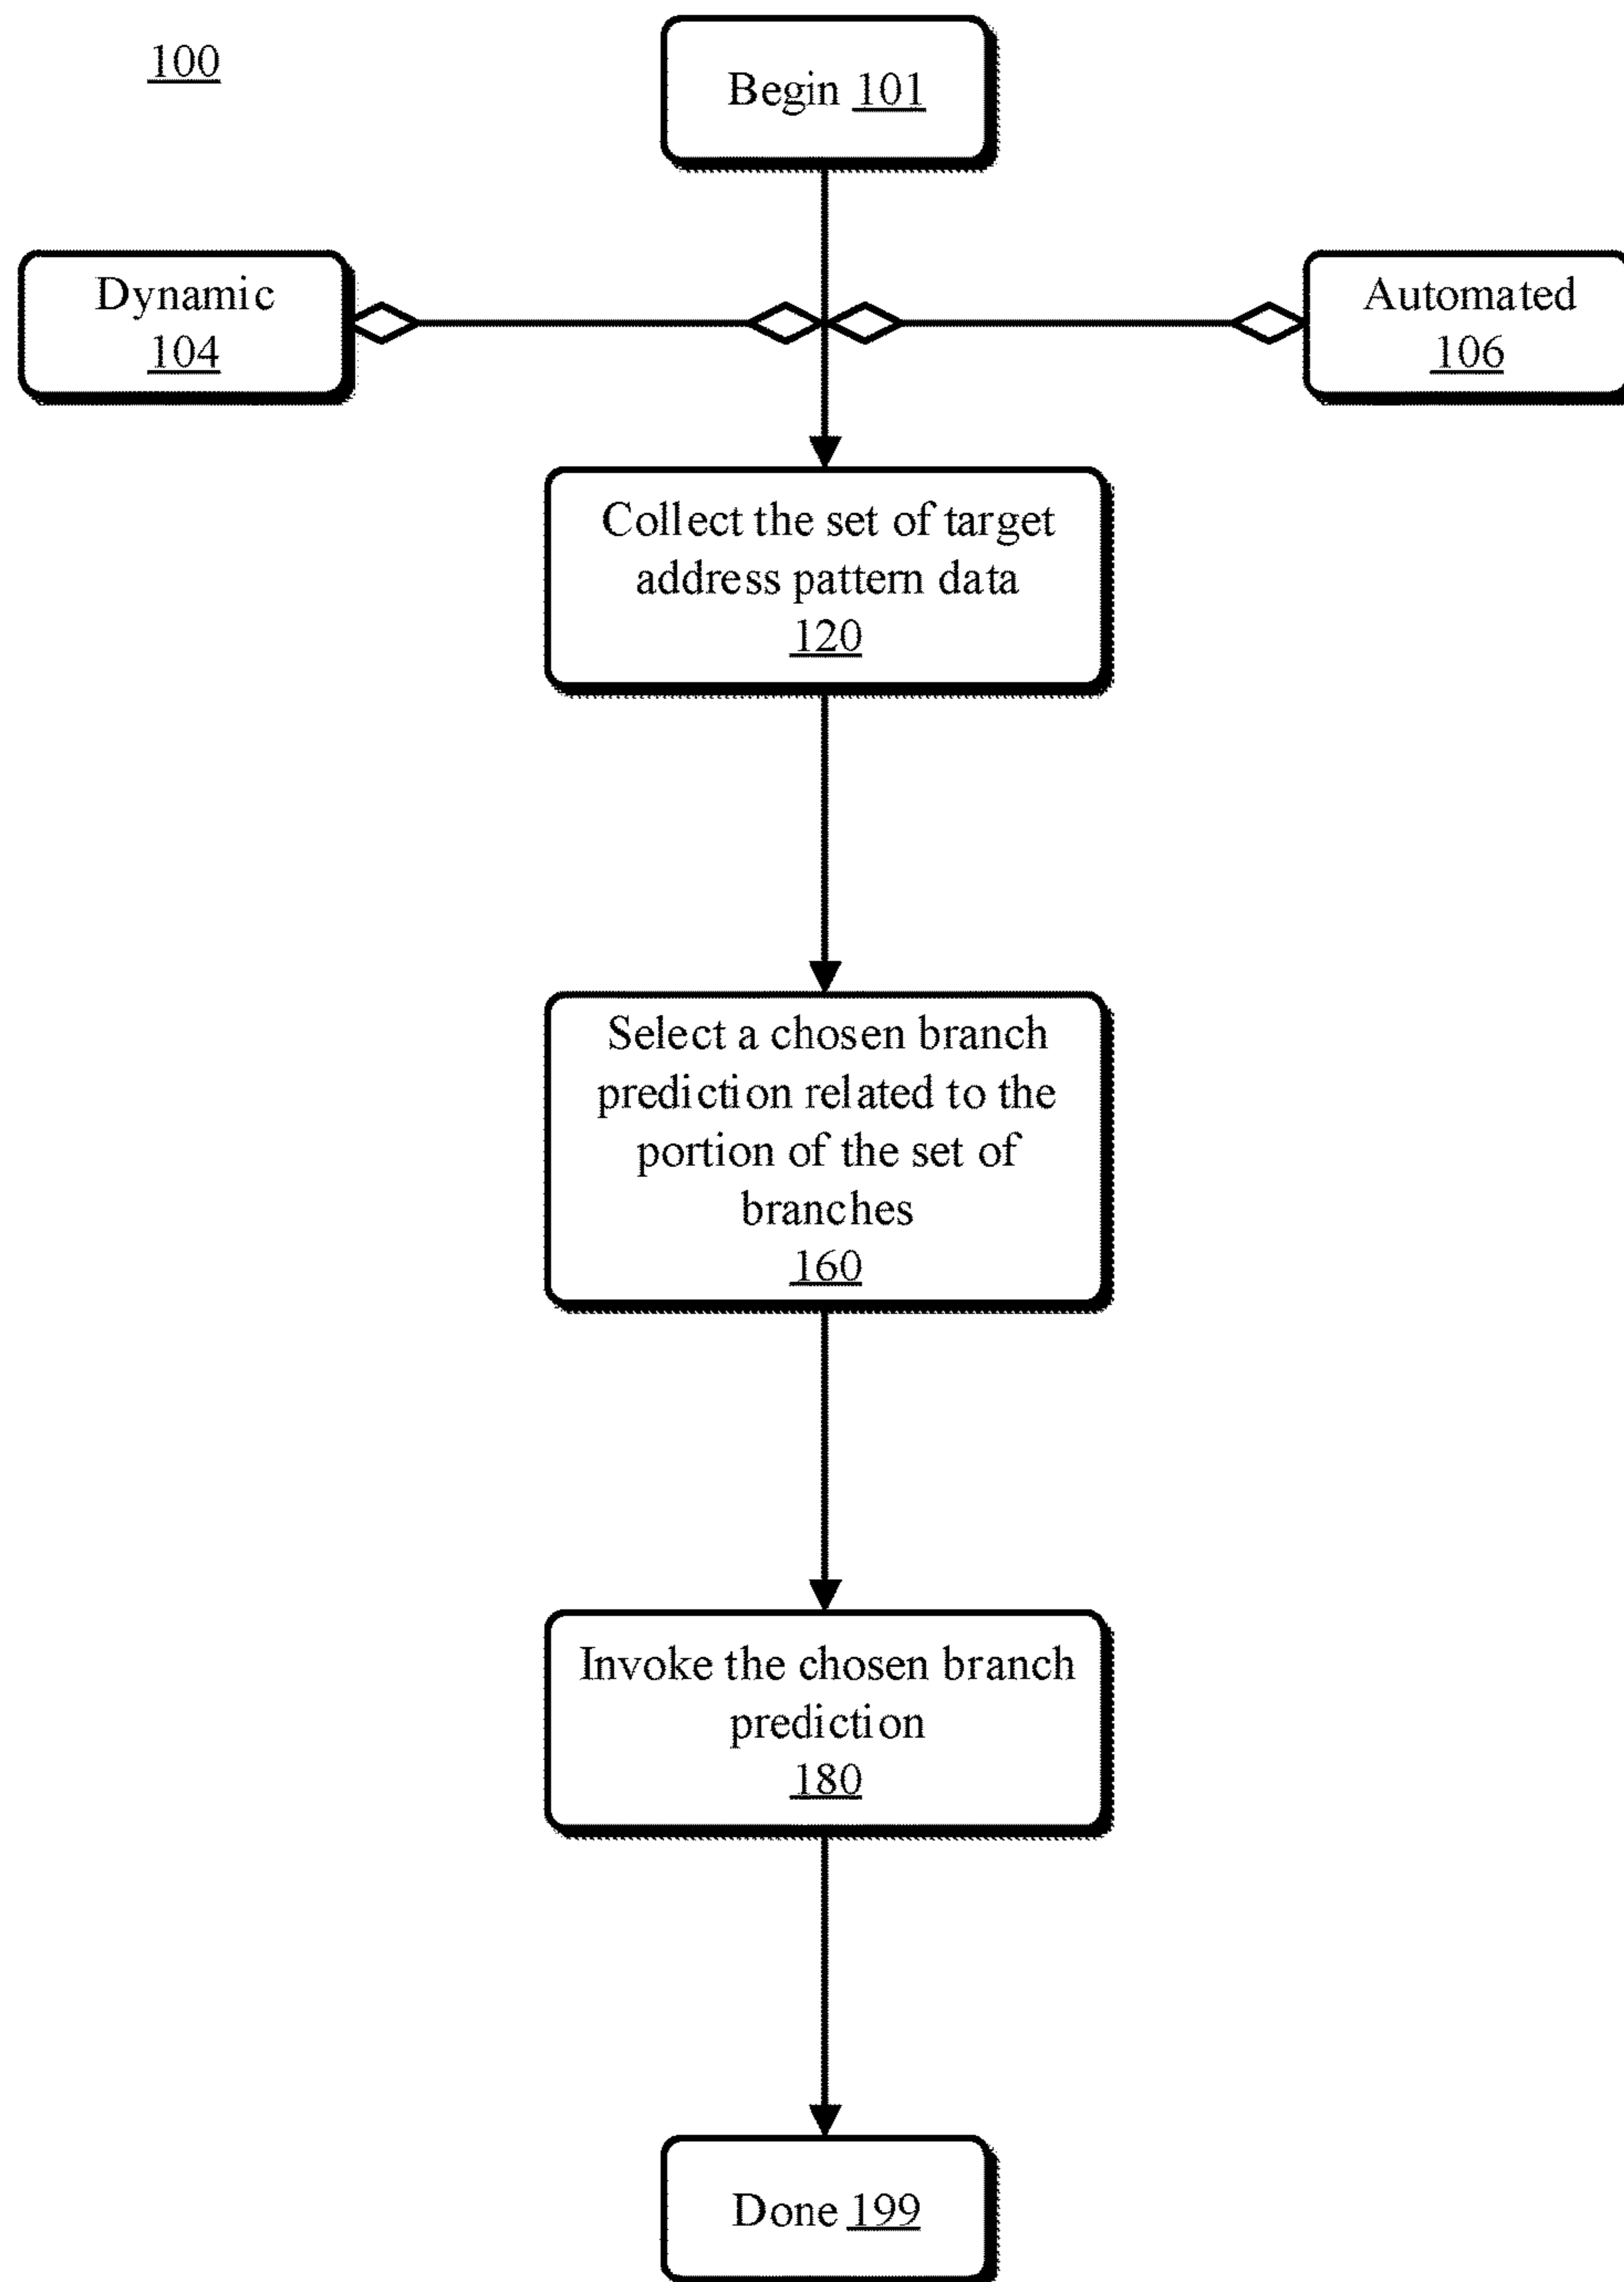 100
Begin 101
Dynamic
104
Automated
106
Collect the set of target
address pattern data
120
Select a chosen branch
prediction related to the
portion of the set of
branches
160
Invoke the chosen branch
prediction
180
Done 199